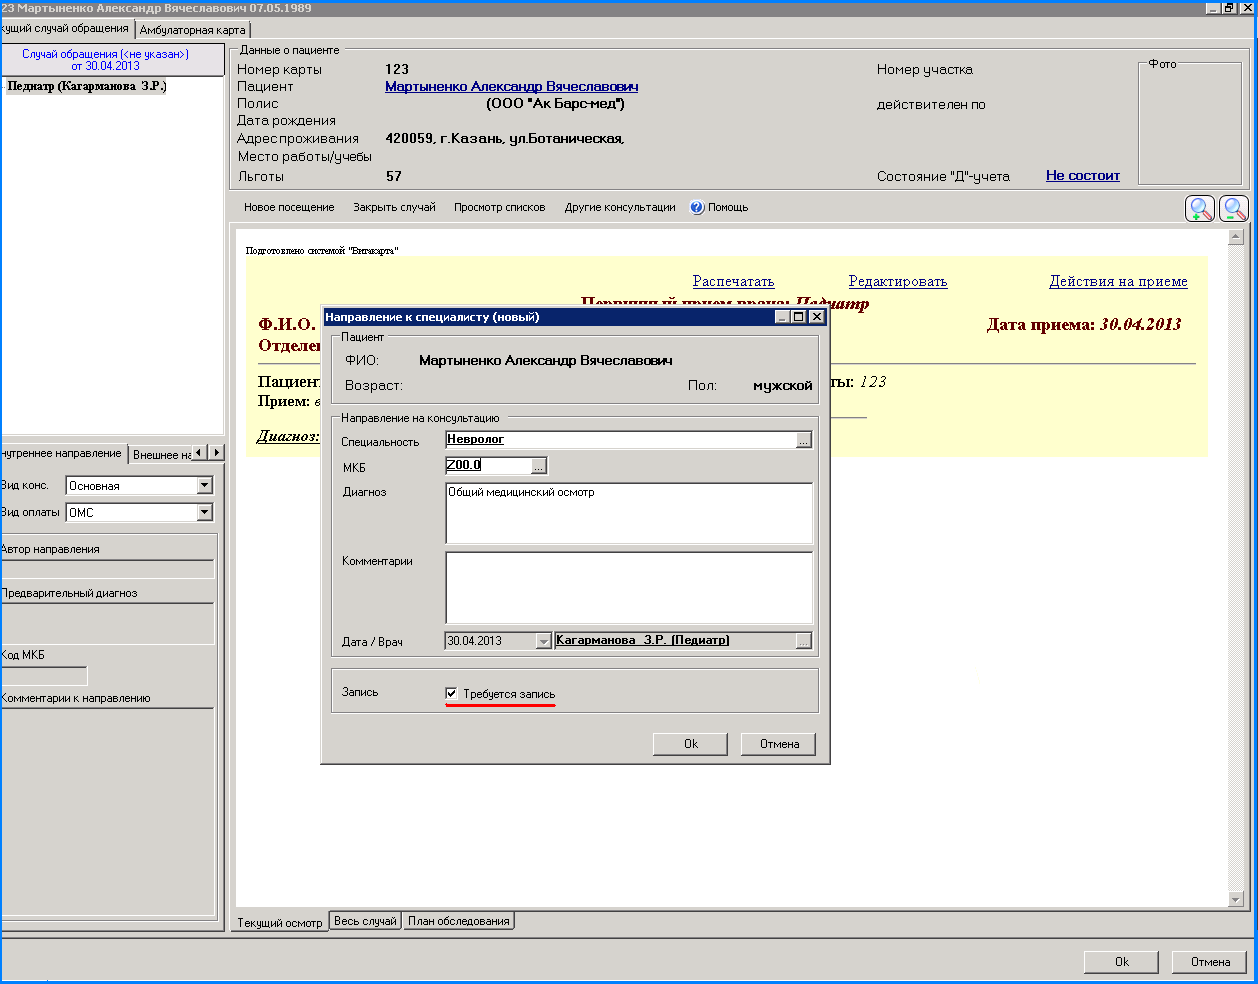 23 Мартыненко Александр Вячеславович 07.05.1989
кущий случай обращения Амбулаторная карта
Случай обращения (<не указан>)
от 30.04.2013
Педиатр (Кагарманова З.Р.)
Данные о пациенте
Номер карты 123 Номер участка
Фото
Пациент Мартыненко Александр Вячеславович
Полис (ООО "Ак Барс-мед") действителен по
Дата рождения
Адрес проживания 420059, г.Казань, ул.Ботаническая,
Место работы/учебы
Льготы 57 Состояние "Д"-учета Не состоит
Новое посещение Закрыть случай Просмотр списков Другие консультации Помощь
Подготовлено системой "Витакарта"
Распечатать Редактировать Действия на приеме
Первичный прием врача: Педиатр
Ф.И.О. Дата приема: 30.04.2013
Отделе
Пациент ты: 123
Прием: в
Диагноз:
Направление к специалисту (новый)
Пациент
ФИО: Мартыненко Александр Вячеславович
Возраст: Пол: мужской
Направление на консультацию
Специальность Невролог ...
МКБ Z00.0 ...
Диагноз Общий медицинский осмотр
Комментарии
Дата / Врач 30.04.2013 Кагарманова З.Р. (Педиатр) ...
Запись Требуется запись
Ok Отмена
нутреннее направление Внешнее на
Вид конс. Основная
Вид оплаты ОМС
Автор направления
Предварительный диагноз
Код МКБ
Комментарии к направлению
Текущий осмотр Весь случай План обследования
Ok Отмена